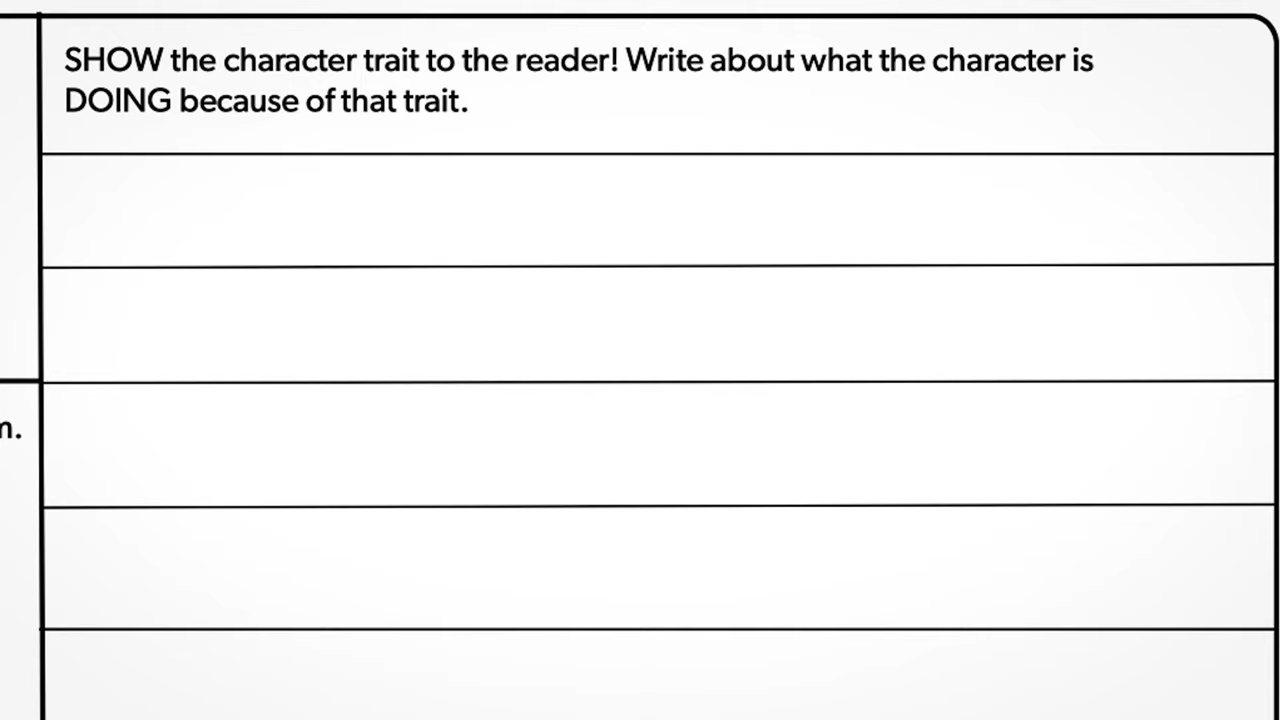 SHOW the character trait to the reader! Write about what the character is
DOING because of that trait.
m.